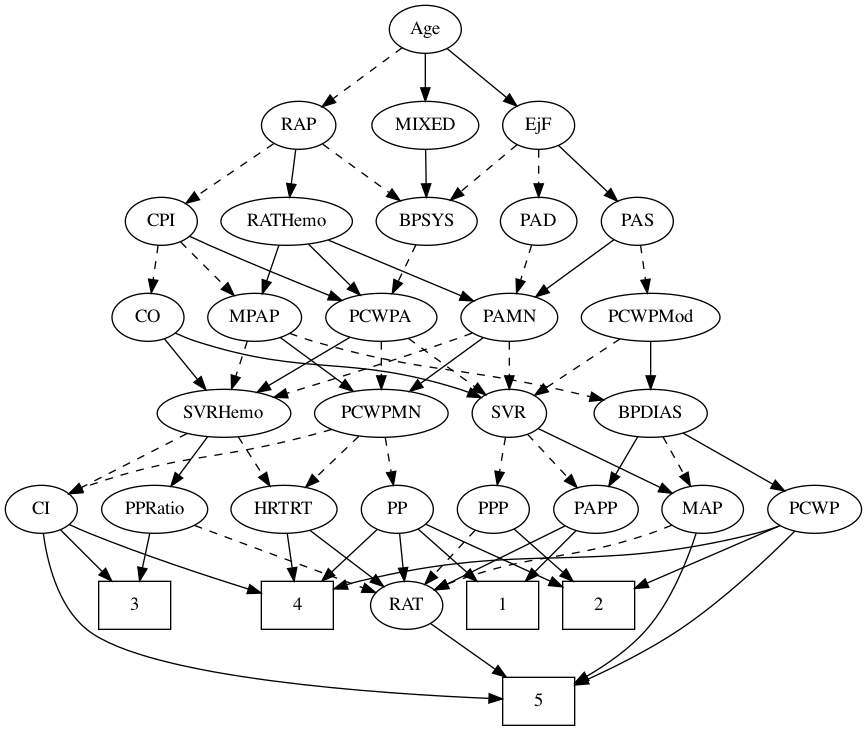 Age
RAP MIXED EjF
CPI RATHemo BPSYS PAD PAS
CO MPAP PCWPA PAMN PCWPMod
SVRHemo PCWPMN SVR BPDIAS
CI PPRatio HRTRT PP PPP PAPP MAP PCWP
3 4 RAT 1 2
5